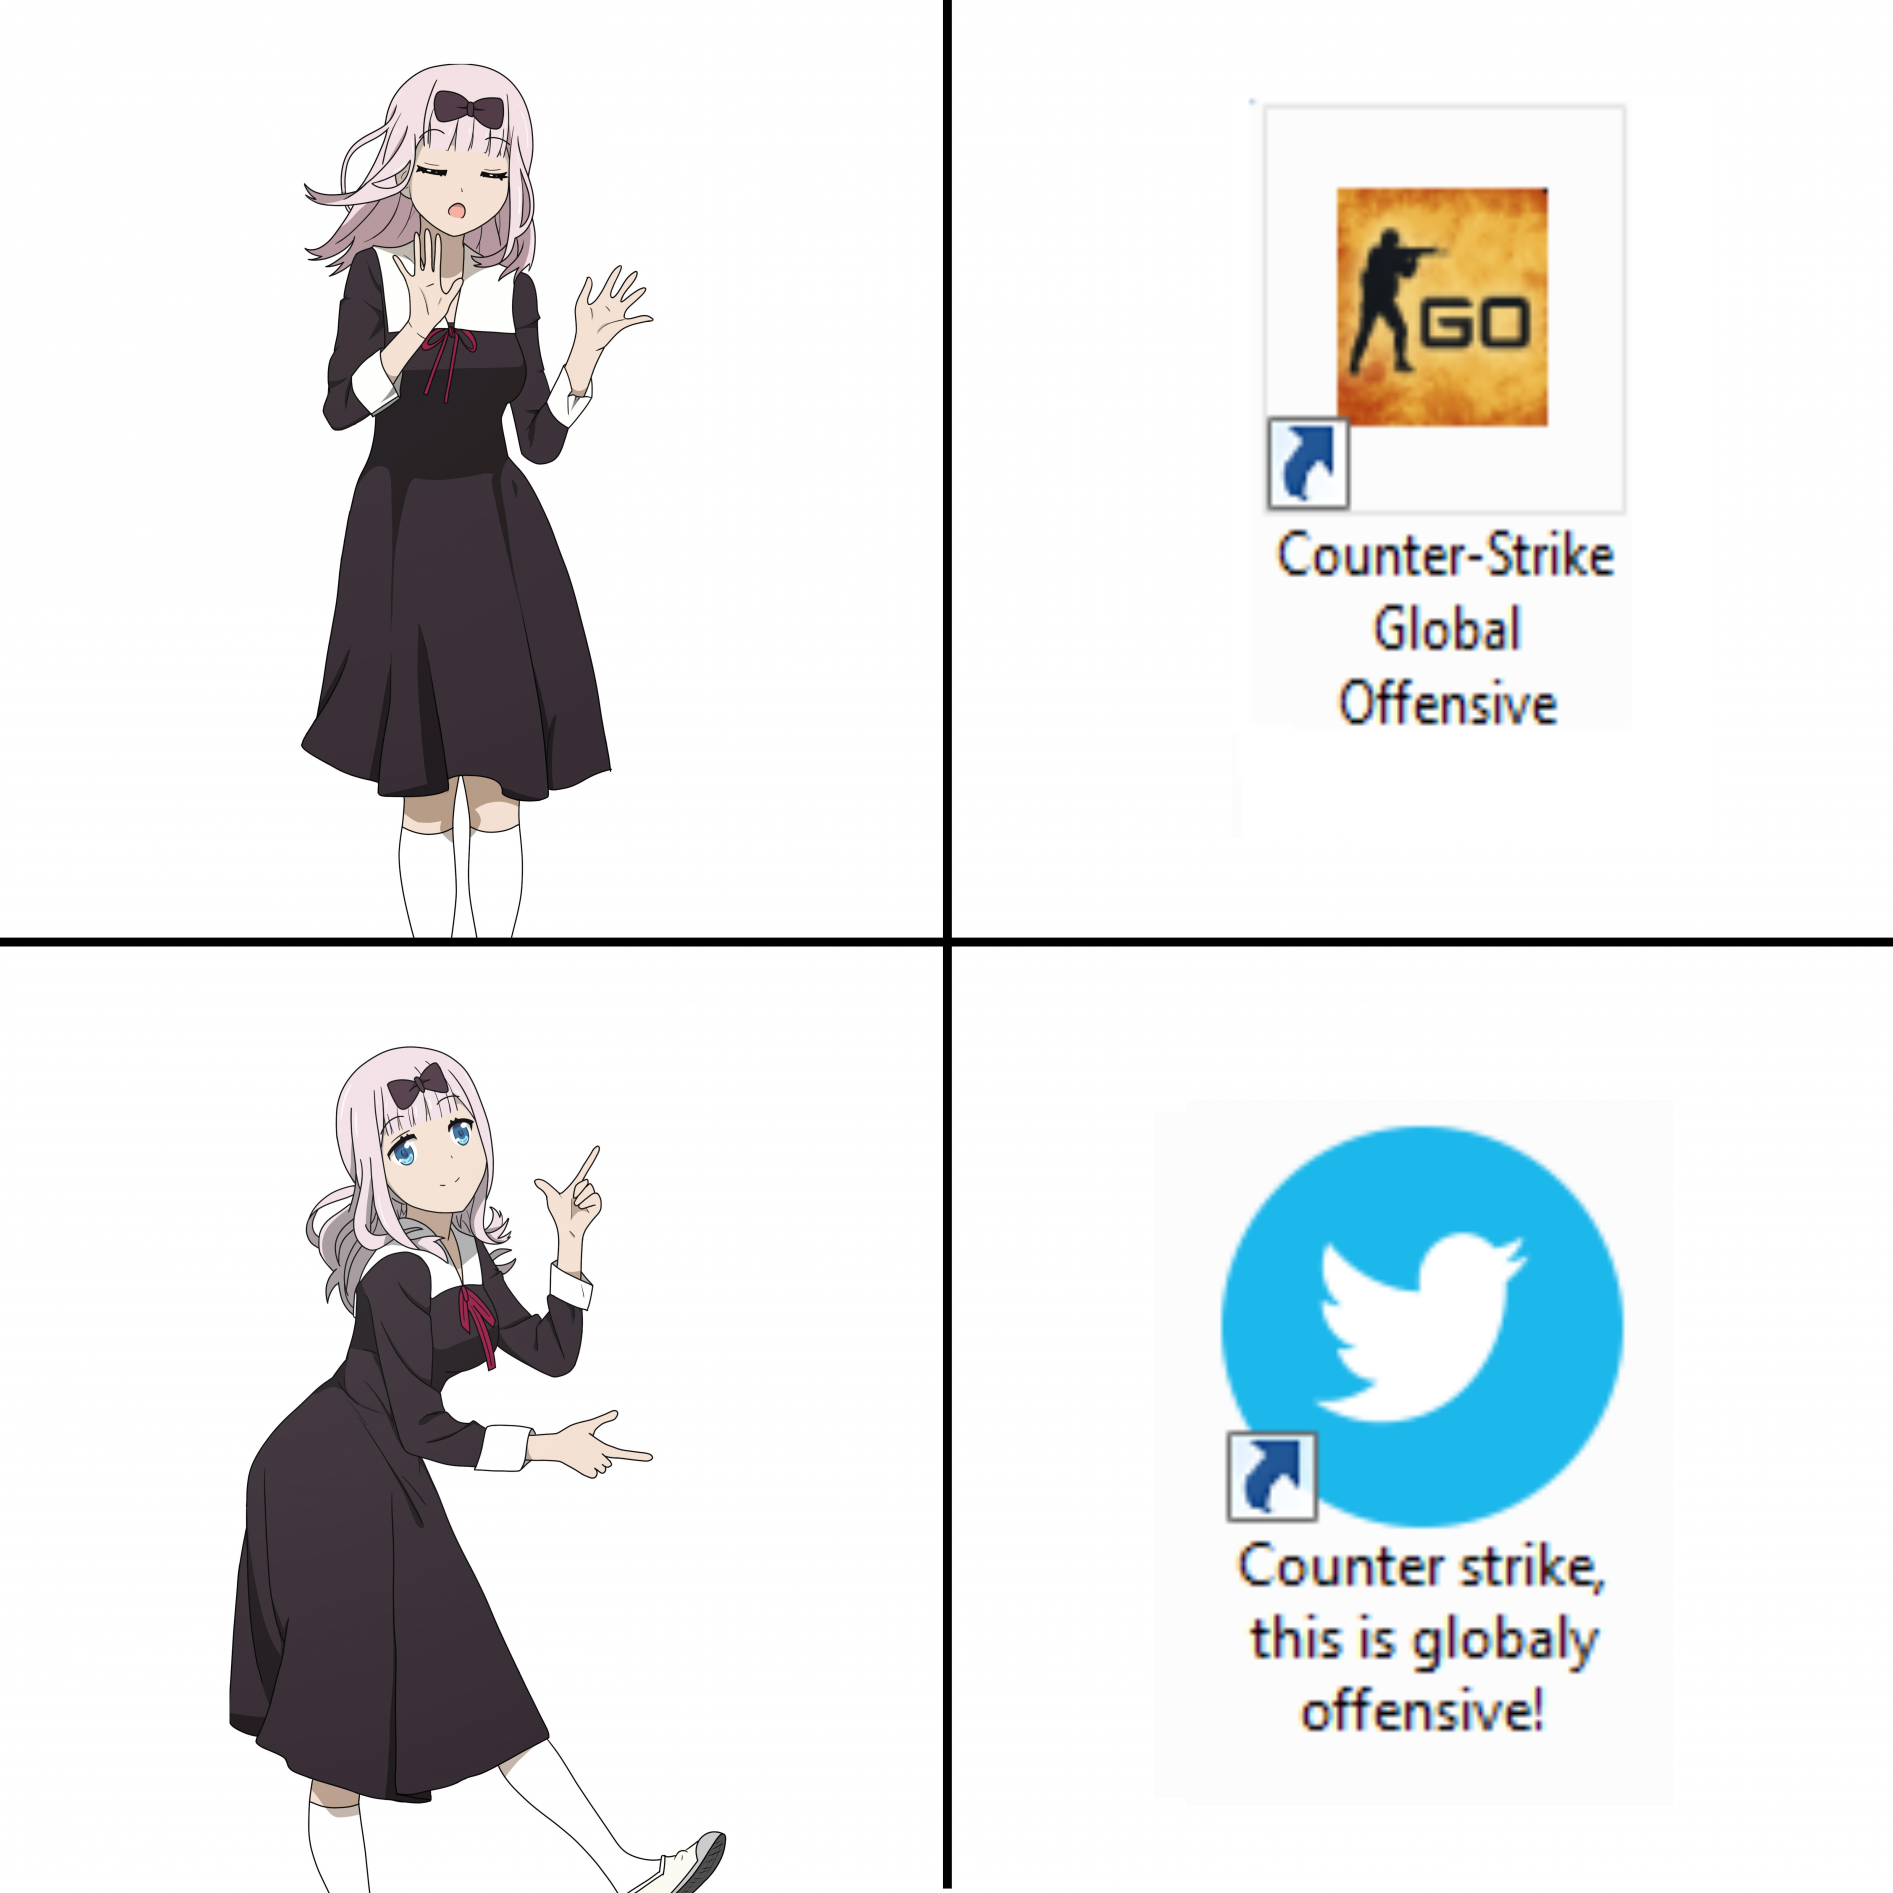 GO
Counter-Strike
Global
Offensive
Counter strike,
this is globaly
offensive!